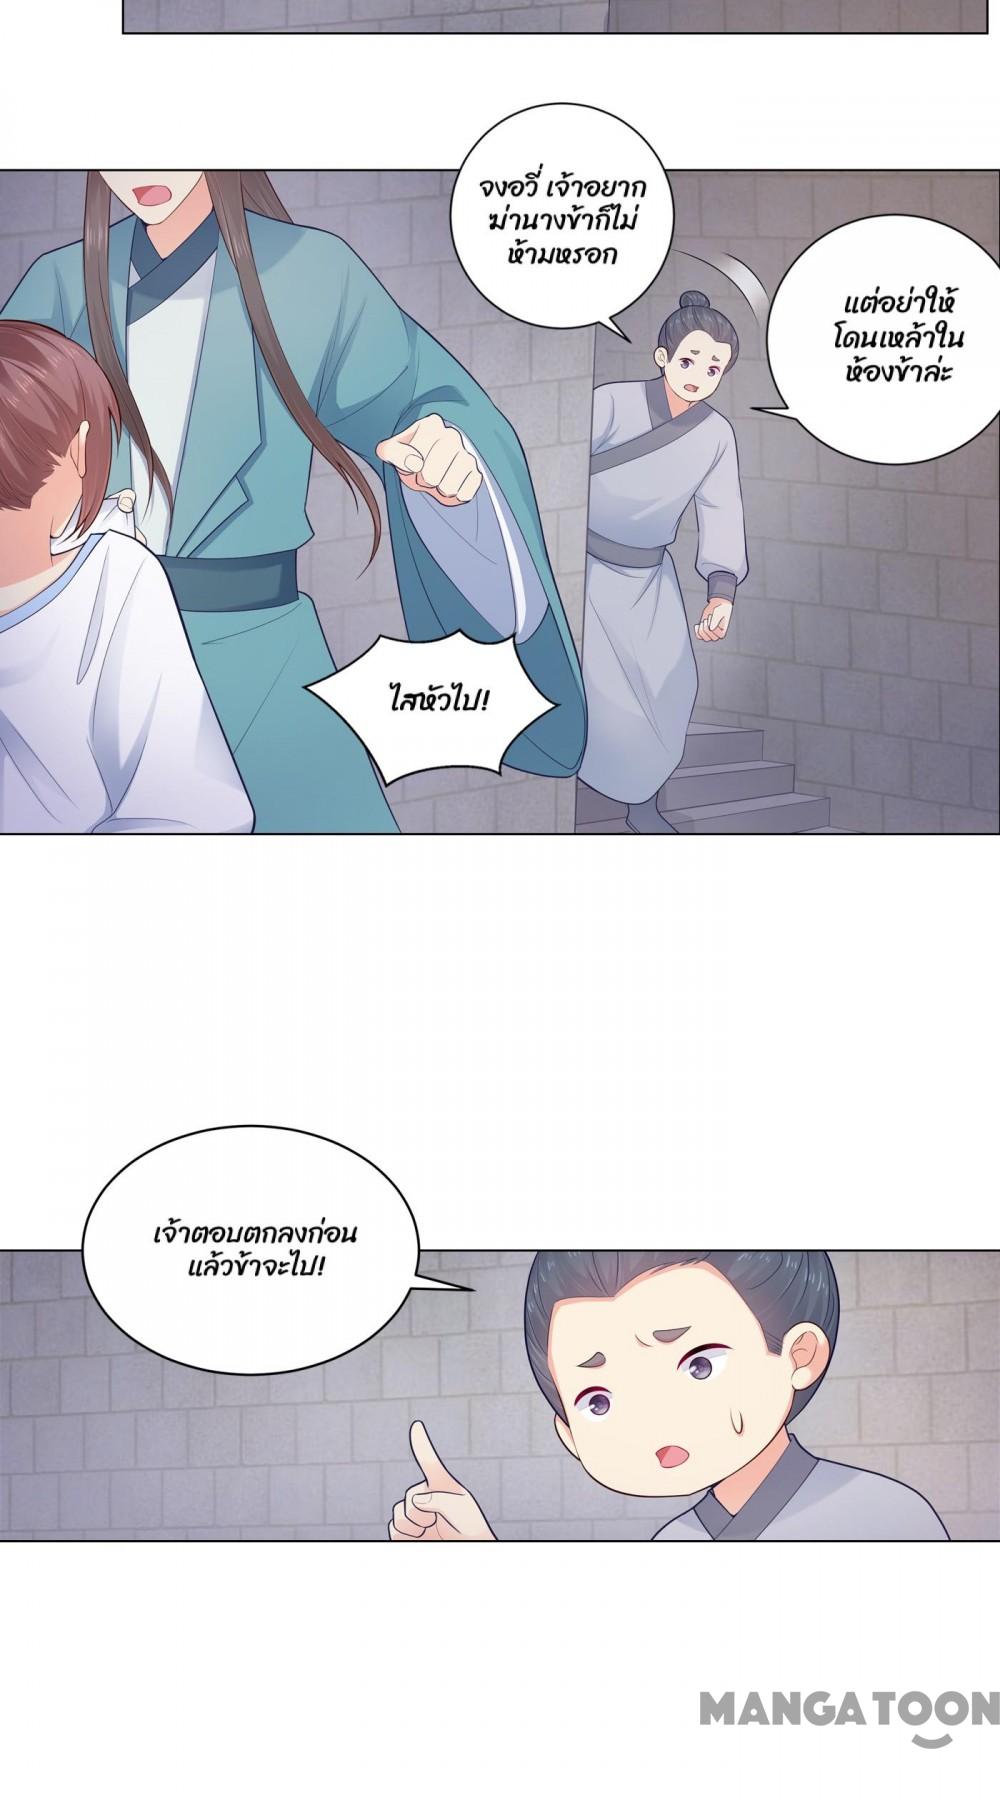 จงอวี่ เจ้าอยาก
ฆ่านางข้าก็ไม่
ห้ามหรอก
แต่อย่าให้
โดนเหล้าใน
ห้องข้าล่ะ
ไสหัวไป!
เจ้าตอบตกลงก่อน
แล้วข้าจะไป!
MANGATOON